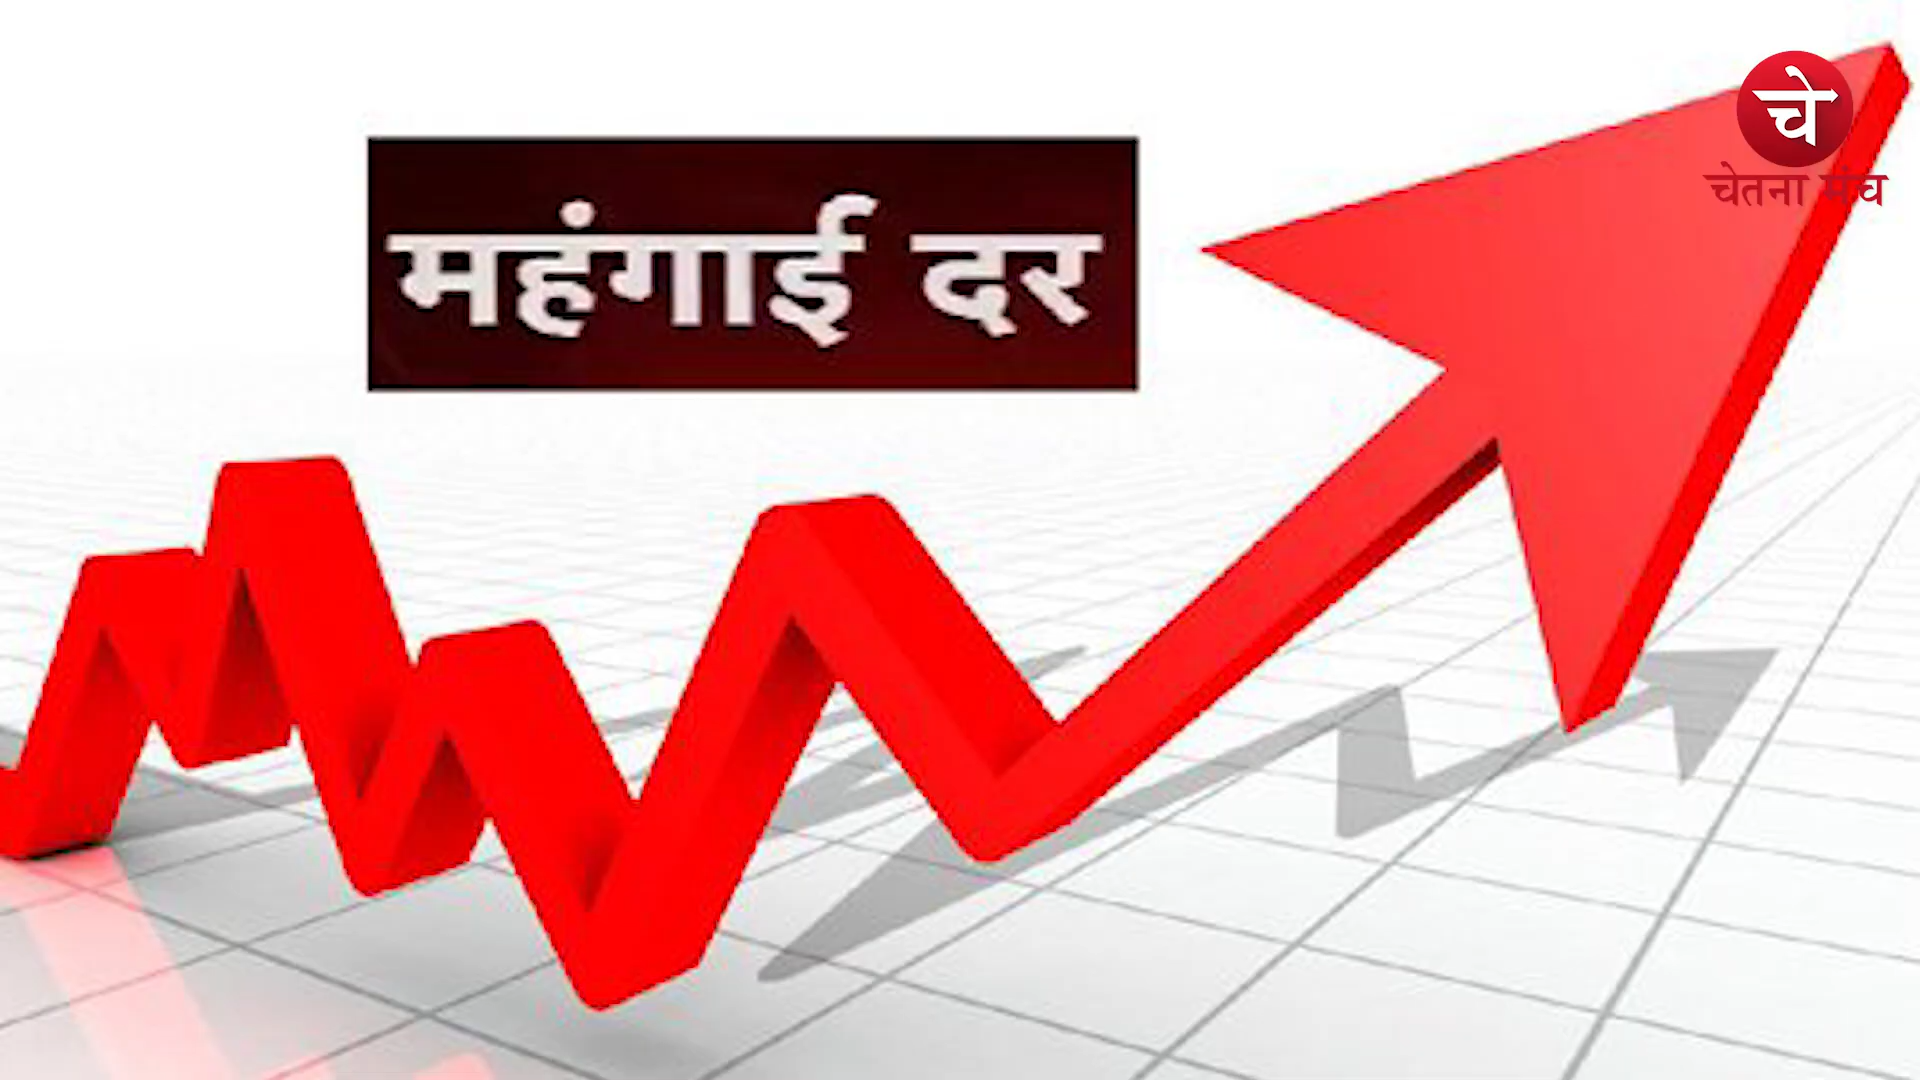 महंगाई दर
चे
चेतना मंच